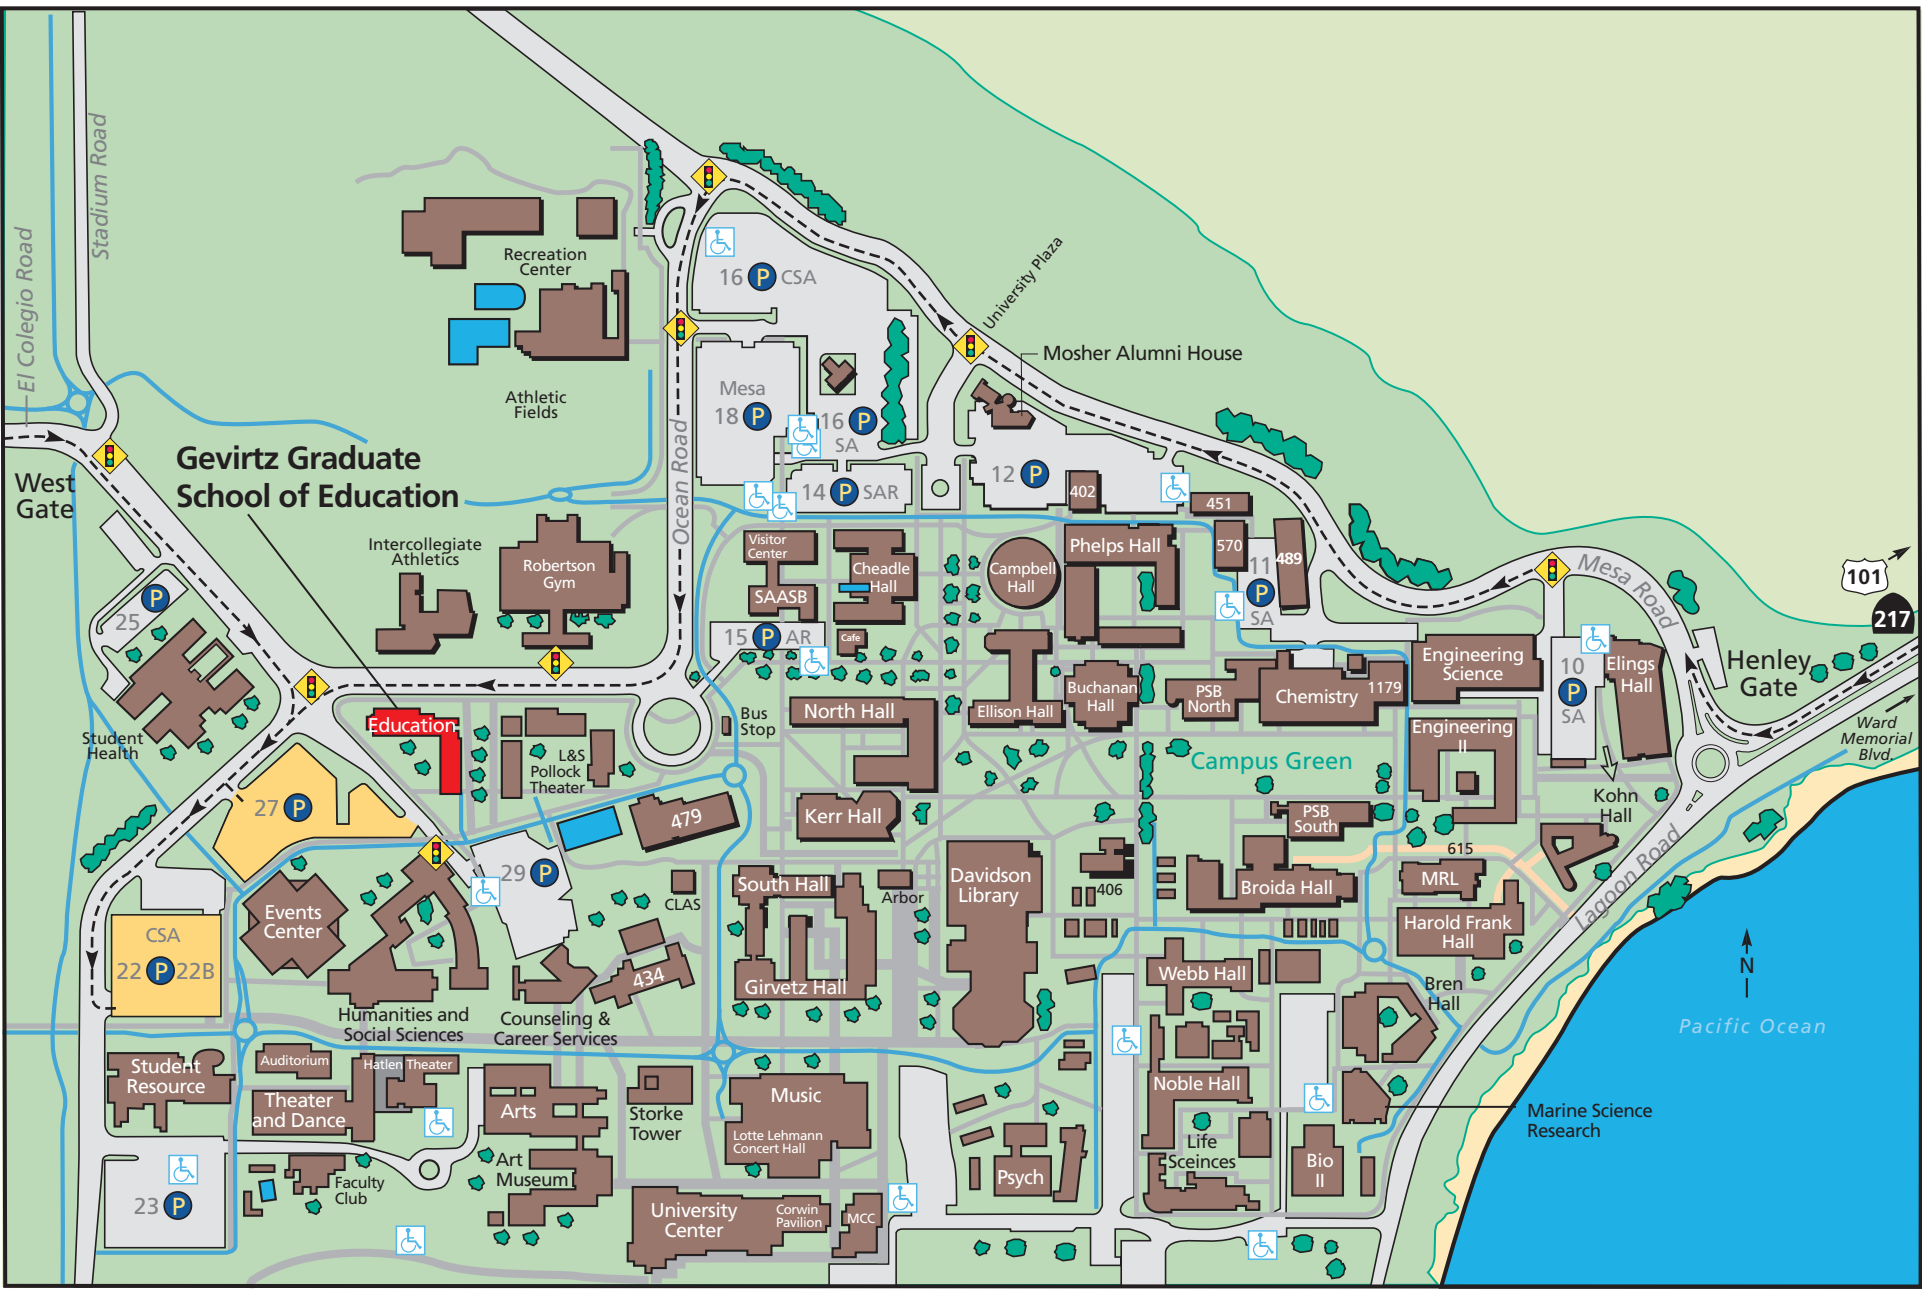 Stadium Road
El Colegio Road
Recreation
Center
16 P CSA
University Plaza
Mosher Alumni House
Athletic
Fields
Mesa
18 P
16 P
SA
Ocean Road
Gevirtz Graduate
School of Education
West
Gate
12 P
402
14 P SAR
451
Intercollegiate
Athletics
Robertson
Gym
Visitor
Center
Cheadle
Hall
SAASB
Campbell
Hall
Phelps Hall
570
489
11
P
SA
Mesa Road
101
217
P
25
15 P AR
Cafe
Engineering
Science
10
P
SA
Elings
Hall
Henley
Gate
Ward
Memorial
Blvd.
Student
Health
Education
L&S
Pollock
Theater
Bus
Stop
North Hall
Ellison Hall
Buchanan
Hall
PSB
North
Chemistry
1179
Engineering
II
Campus Green
27 P
479
Kerr Hall
PSB
South
Kohn
Hall
615
Lagoon Road
29 P
CLAS
South Hall
Arbor
Davidson
Library
406
Broida Hall
MRL
Harold Frank
Hall
Events
Center
CSA
22 P 22B
434
Girvetz Hall
Webb Hall
Bren
Hall
N
Pacific Ocean
Humanities and
Social Sciences
Counseling &
Career Services
Student
Resource
Auditorium
Hatlen Theater
Theater
and Dance
Arts
Storke
Tower
Music
Lotte Lehmann
Concert Hall
Noble Hall
Marine Science
Research
Life
Sceinces
Bio
II
Psych
Art
Museum
Faculty
Club
23 P
University
Center
Corwin
Pavilion
MCC